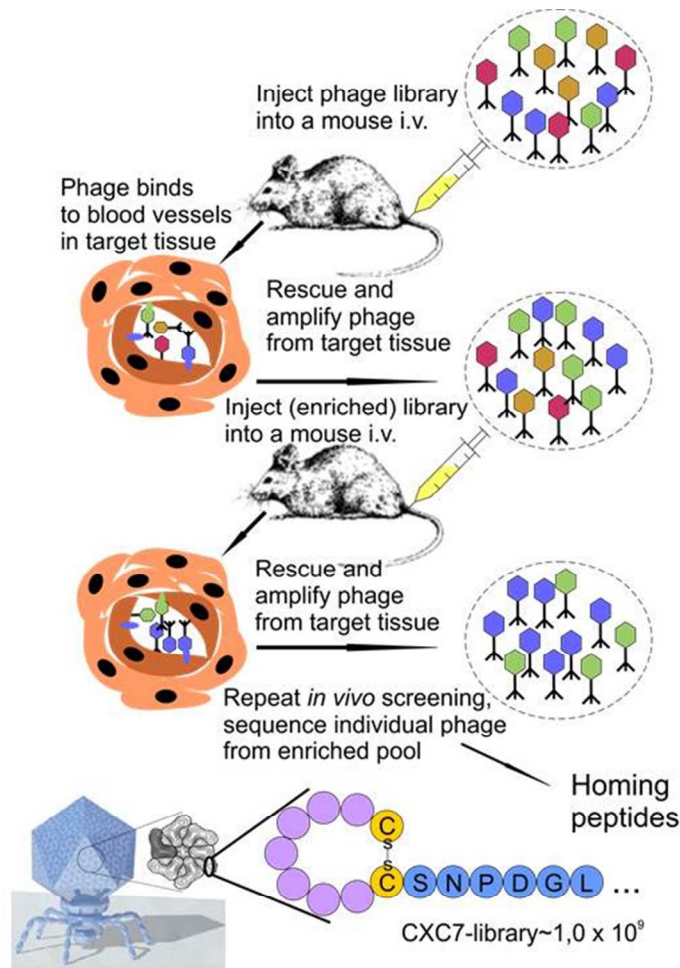 Inject phage library
into a mouse i.v.
Phage binds
to blood vessels
in target tissue
Rescue and
amplify phage
from target tissue
Inject (enriched) library
into a mouse i.v.
Rescue and
amplify phage
from target tissue
Repeat in vivo screening,
sequence individual phage
from enriched pool
Homing
peptides
C
S
S
C S N P D G L ...
CXC7-library~1,0 x 10⁹